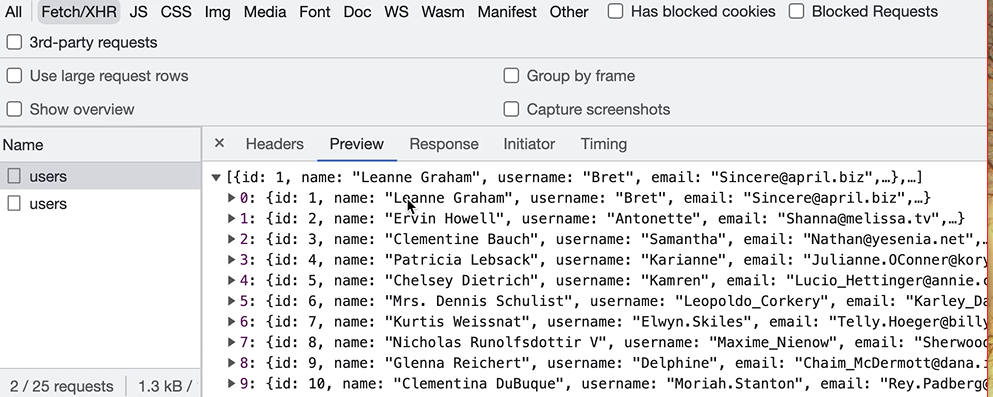 All Fetch/XHR JS CSS Img Media Font Doc WS Wasm Manifest Other Has blocked cookies Blocked Requests
3rd-party requests
Use large request rows Group by frame
Show overview Capture screenshots
Name × Headers Preview Response Initiator Timing
users
users
[{id: 1, name: "Leanne Graham", username: "Bret", email: "Sincere@april.biz",…},…]
0: {id: 1, name: "Leanne Graham", username: "Bret", email: "Sincere@april.biz",…}
1: {id: 2, name: "Ervin Howell", username: "Antonette", email: "Shanna@melissa.tv",…}
2: {id: 3, name: "Clementine Bauch", username: "Samantha", email: "Nathan@yesenia.net",…
3: {id: 4, name: "Patricia Lebsack", username: "Karianne", email: "Julianne.OConner@kory
4: {id: 5, name: "Chelsey Dietrich", username: "Kamren", email: "Lucio_Hettinger@annie.
5: {id: 6, name: "Mrs. Dennis Schulist", username: "Leopoldo_Corkery", email: "Karley_Da
6: {id: 7, name: "Kurtis Weissnat", username: "Elwyn.Skiles", email: "Telly.Hoeger@billy
7: {id: 8, name: "Nicholas Runolfsdottir V", username: "Maxime_Nienow", email: "Sherwood
8: {id: 9, name: "Glenna Reichert", username: "Delphine", email: "Chaim_McDermott@dana.
9: {id: 10, name: "Clementina DuBuque", username: "Moriah.Stanton", email: "Rey.Padberg@
2 / 25 requests 1.3 kB /